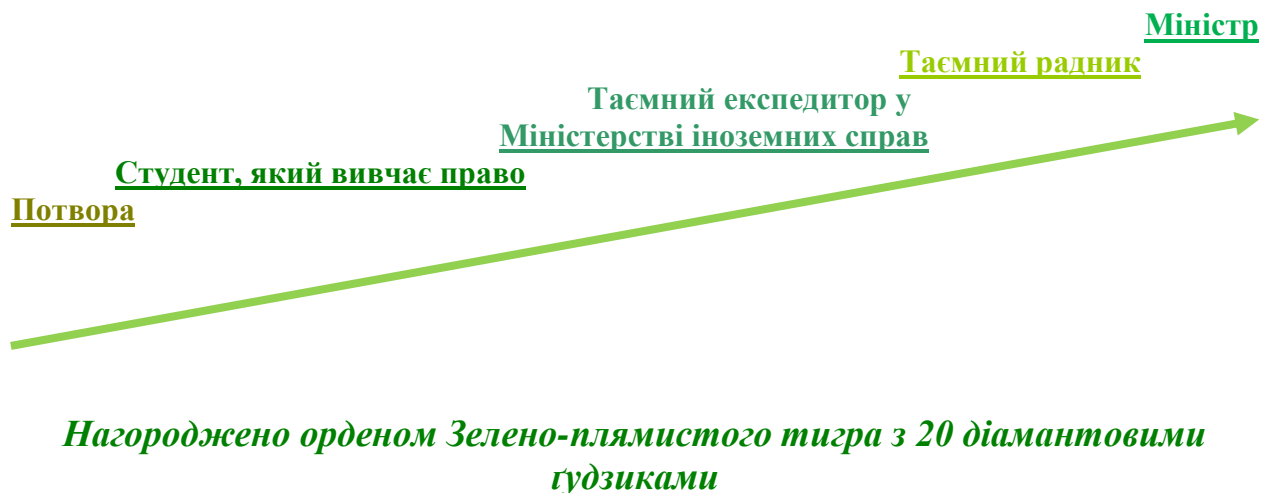 Міністр
Таємний радник
Таємний експедитор у
Міністерстві іноземних справ
Студент, який вивчає право
Потвора
Нагороджено орденом Зелено-плямистого тигра з 20 діамантовими
ґудзиками